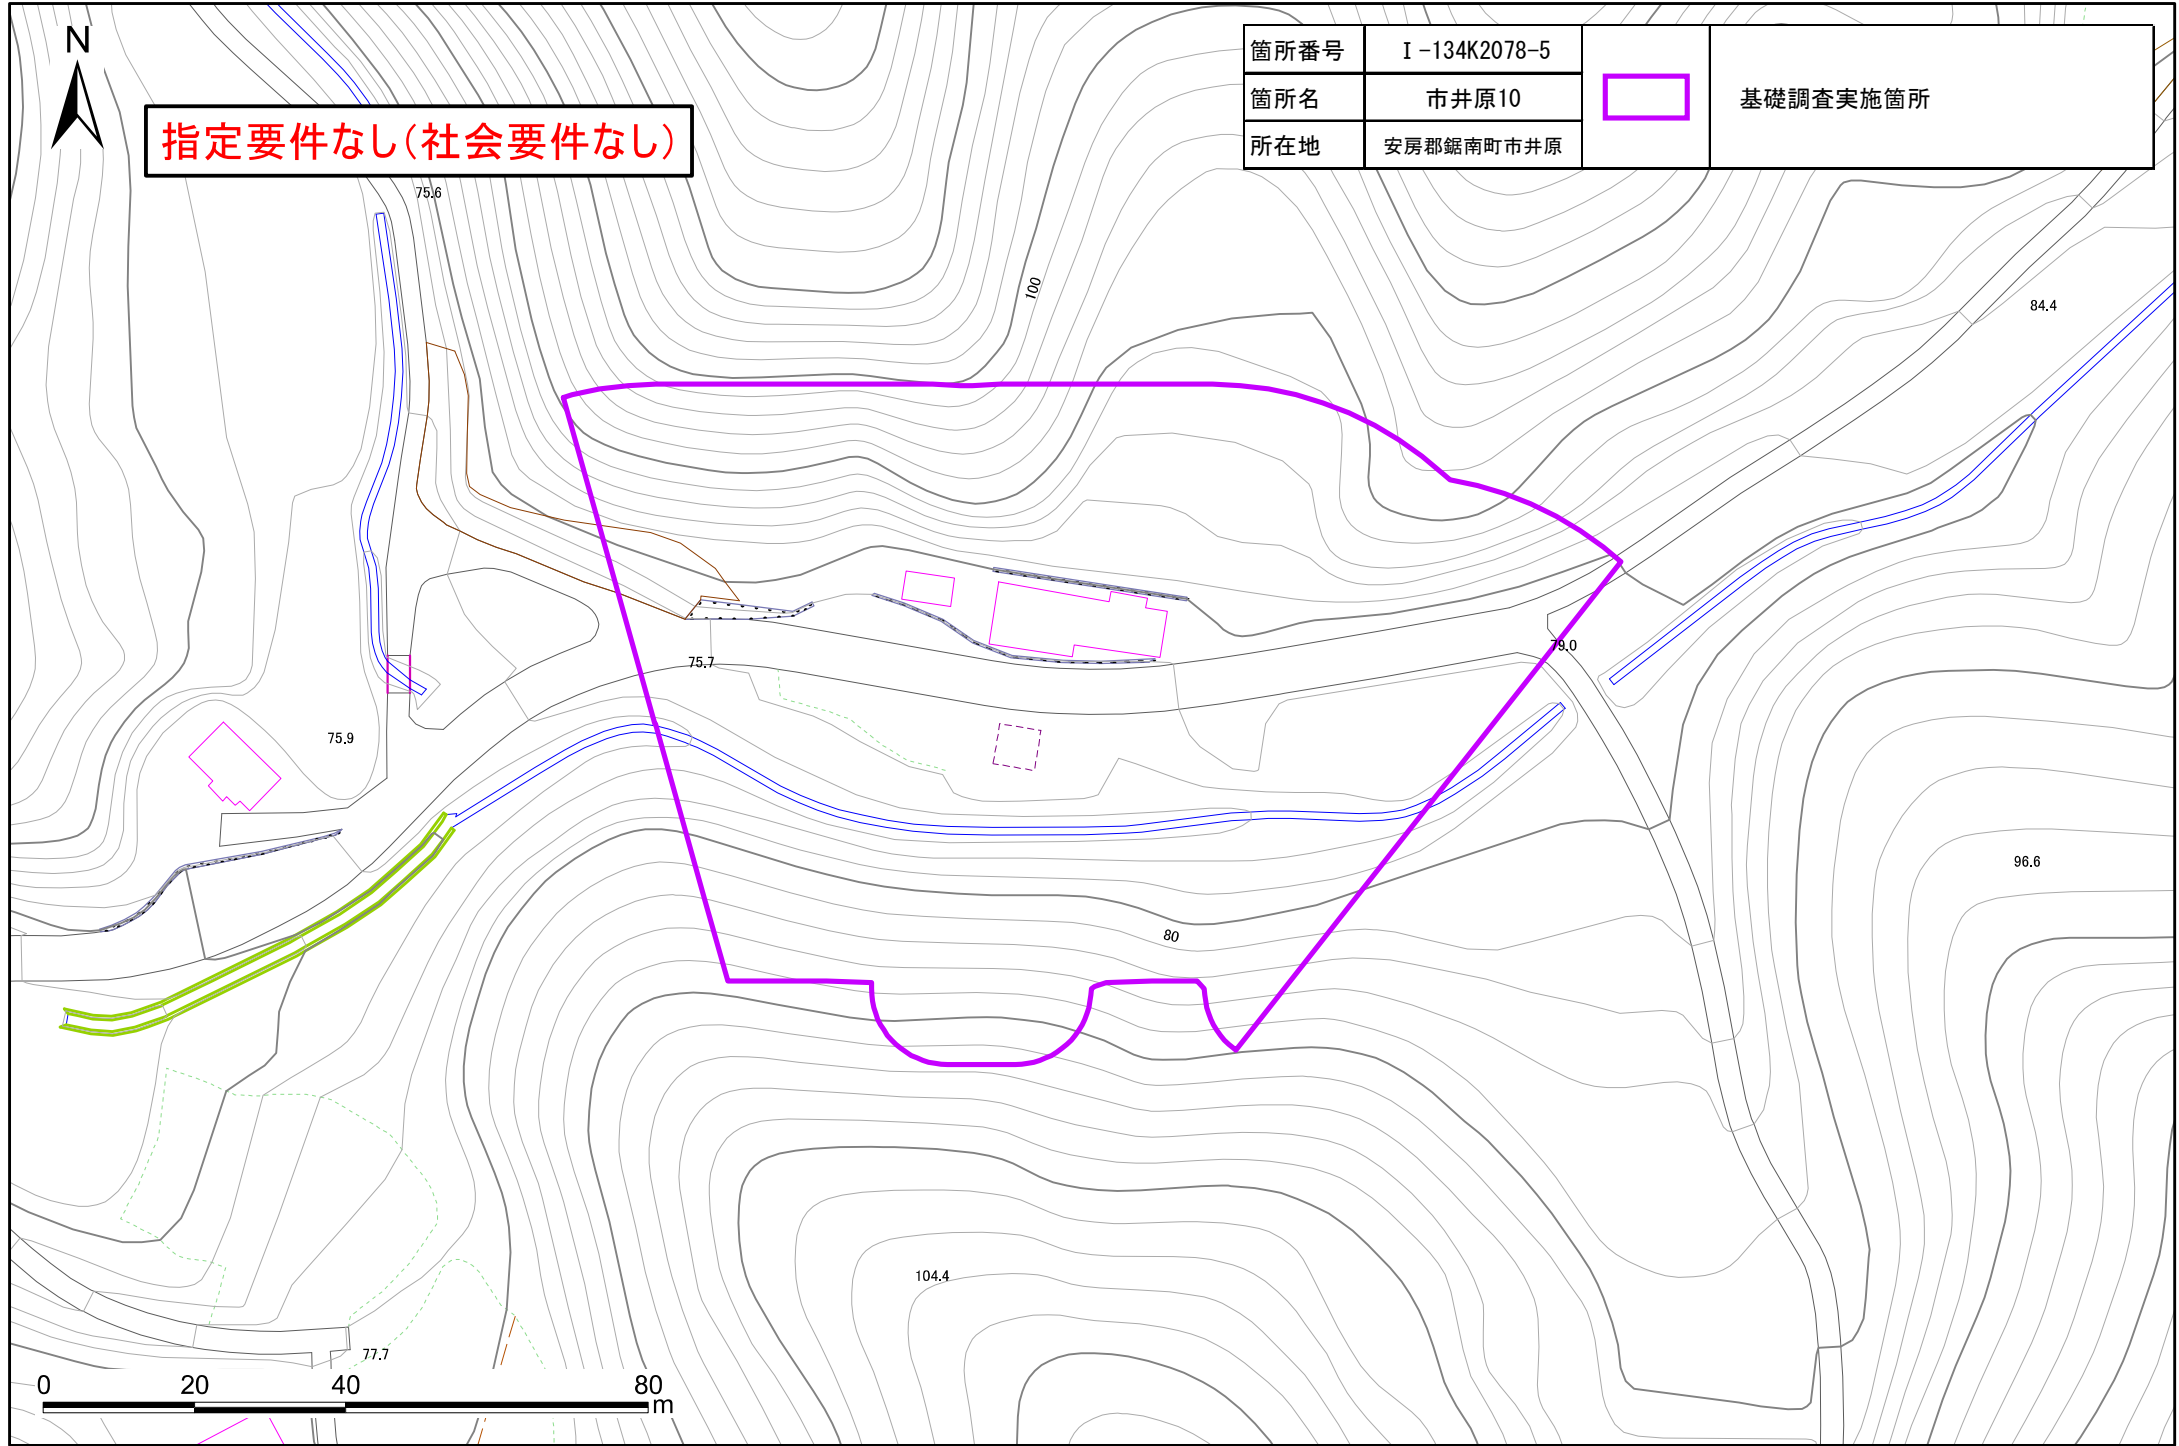 N
指定要件なし(社会要件なし)
箇所番号 Ⅰ-134K2078-5
箇所名 市井原10
所在地 安房郡鋸南町市井原
基礎調査実施箇所
75.6
100
84.4
79.0
75.7
75.9
96.6
80
104.4
77.7
0 20 40 80
m